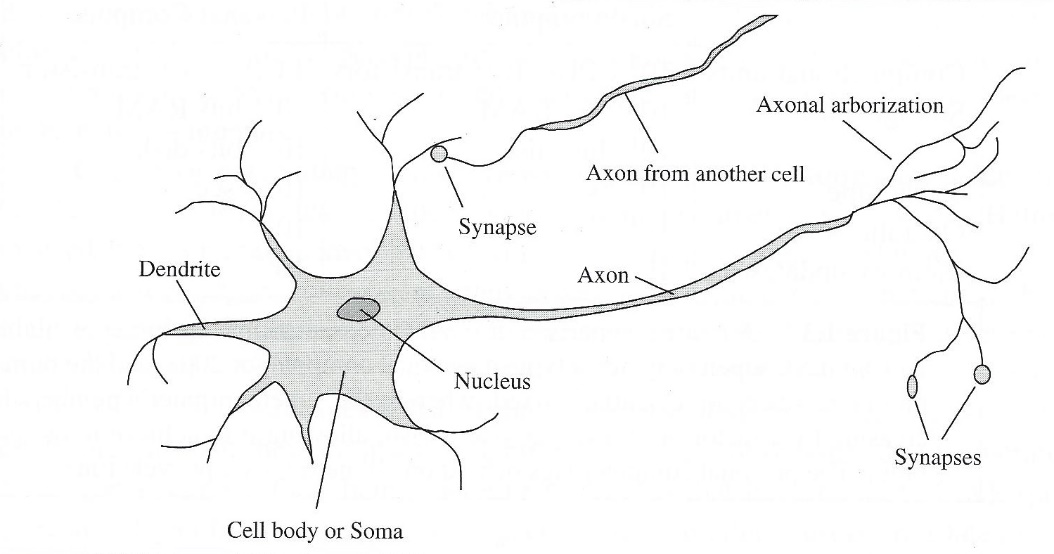 Axonal arborization
Axon from another cell
Synapse
Dendrite
Axon
Nucleus
Synapses
Cell body or Soma